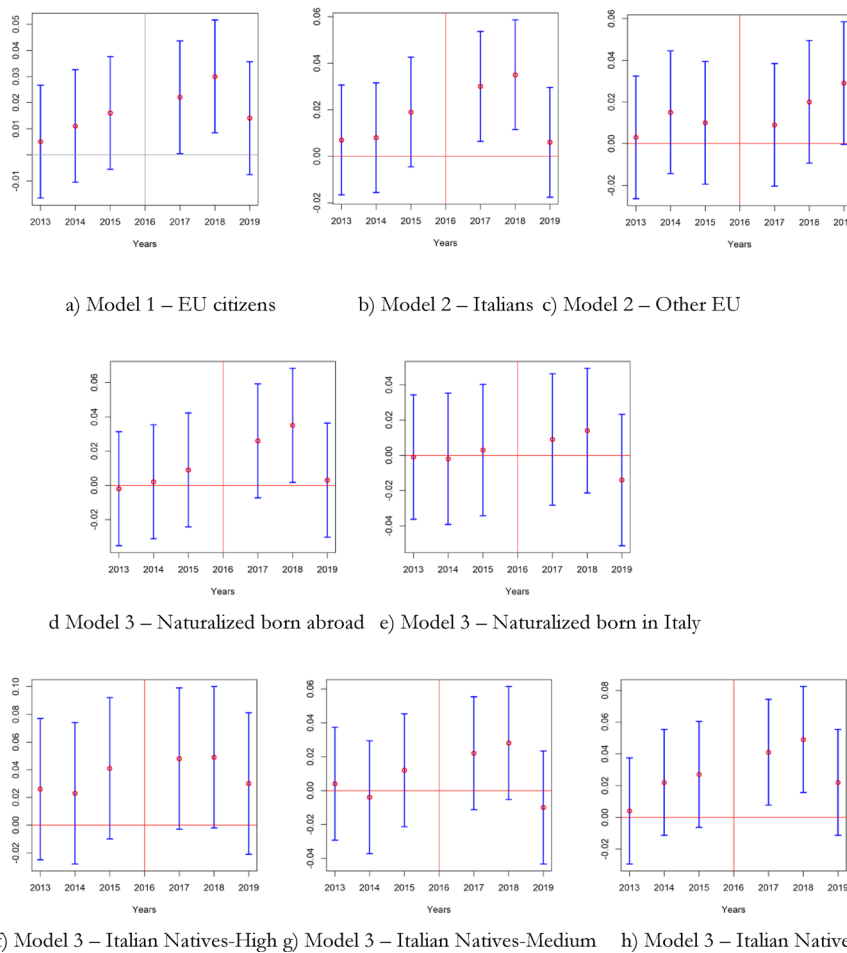 0.05
0.04
0.03
0.02
0.01
-0.01
2013 2014 2015 2016 2017 2018 2019
Years
0.06
0.04
0.02
0.00
-0.02
2013 2014 2015 2016 2017 2018 2019
Years
0.06
0.04
0.02
0.00
-0.02
2013 2014 2015 2016 2017 2018
Years
a) Model 1 – EU citizens
b) Model 2 – Italians
c) Model 2 – Other EU
0.06
0.04
0.02
0.00
-0.02
2013 2014 2015 2016 2017 2018 2019
Years
0.04
0.02
0.00
-0.02
-0.04
2013 2014 2015 2016 2017 2018 2019
Years
d Model 3 – Naturalized born abroad
e) Model 3 – Naturalized born in Italy
0.10
0.08
0.06
0.04
0.02
0.00
-0.02
2013 2014 2015 2016 2017 2018 2019
Years
0.06
0.04
0.02
0.00
-0.02
-0.04
2013 2014 2015 2016 2017 2018 2019
Years
0.08
0.06
0.04
0.02
0.00
-0.02
2013 2014 2015 2016 2017 2018 2019
Years
) Model 3 – Italian Natives-High
g) Model 3 – Italian Natives-Medium
h) Model 3 – Italian Native